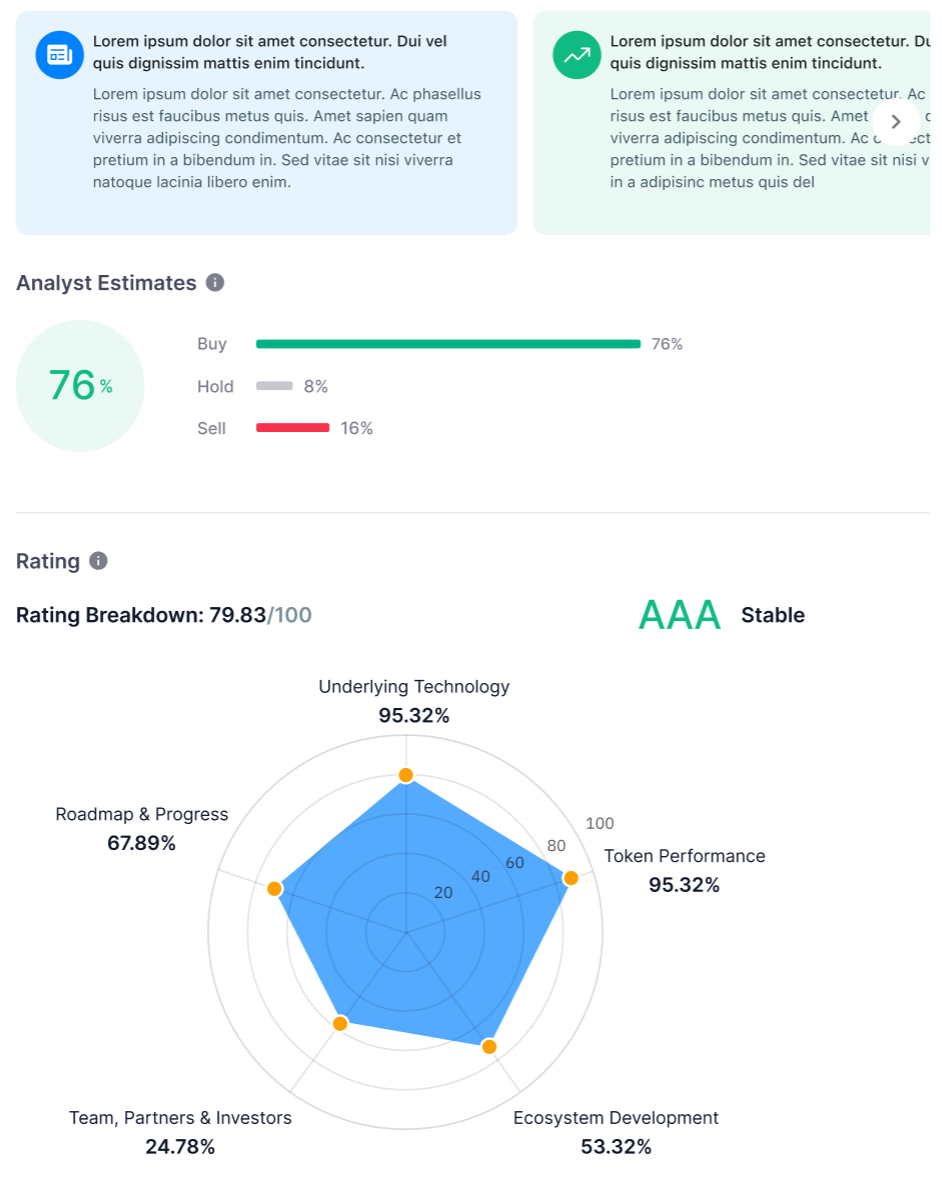 Lorem ipsum dolor sit amet consectetur. Dui vel
quis dignissim mattis enim tincidunt.
Lorem ipsum dolor sit amet consectetur. Ac phasellus
risus est faucibus metus quis. Amet sapien quam
viverra adipiscing condimentum. Ac consectetur et
pretium in a bibendum in. Sed vitae sit nisi viverra
natoque lacinia libero enim.
Lorem ipsum dolor sit amet consectetur.
quis dignissim mattis enim tincidunt.
Lorem ipsum dolor sit amet consectetur. Ac
risus est faucibus metus quis. Amet
viverra adipiscing condimentum. Ac
pretium in a bibendum in. Sed vitae sit nisi
in a adipisinc metus quis del
Analyst Estimates
76%
Buy 76%
Hold 8%
Sell 16%
Rating
Rating Breakdown: 79.83/100
AAA Stable
Underlying Technology
95.32%
Roadmap & Progress
67.89%
100
80
60
40
20
Token Performance
95.32%
Team, Partners & Investors
24.78%
Ecosystem Development
53.32%